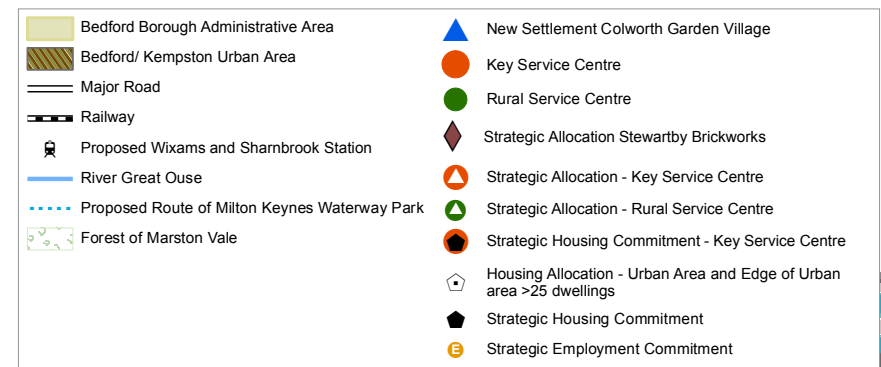 Bedford Borough Administrative Area
Bedford/ Kempston Urban Area
Major Road
Railway
Proposed Wixams and Sharnbrook Station
River Great Ouse
Proposed Route of Milton Keynes Waterway Park
Forest of Marston Vale
New Settlement Colworth Garden Village
Key Service Centre
Rural Service Centre
Strategic Allocation Stewartby Brickworks
Strategic Allocation - Key Service Centre
Strategic Allocation - Rural Service Centre
Strategic Housing Commitment - Key Service Centre
Housing Allocation - Urban Area and Edge of Urban
area >25 dwellings
Strategic Housing Commitment
E Strategic Employment Commitment